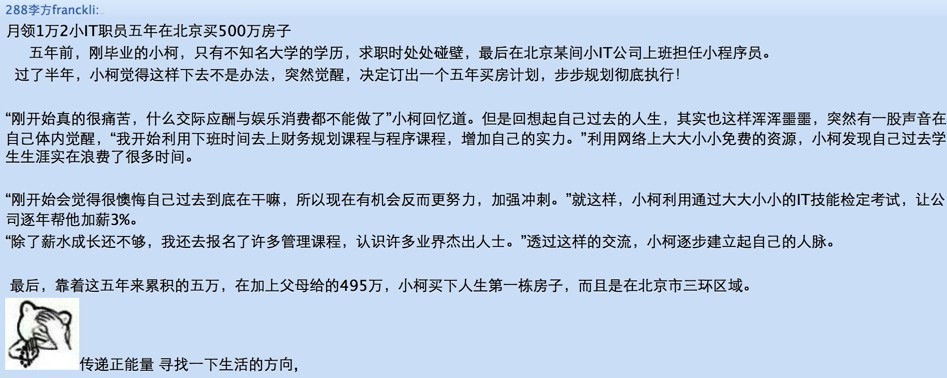 288李方franckli:
月领1万2小IT职员五年在北京买500万房子
五年前，刚毕业的小柯，只有不知名大学的学历，求职时处处碰壁，最后在北京某间小IT公司上班担任小程序员。
过了半年，小柯觉得这样下去不是办法，突然觉醒，决定订出一个五年买房计划，步步规划彻底执行！
“刚开始真的很痛苦，什么交际应酬与娱乐消费都不能做了”小柯回忆道。但是回想起自己过去的人生，其实也这样浑浑噩噩，突然有一股声音在
自己体内觉醒，“我开始利用下班时间去上财务规划课程与程序课程，增加自己的实力。”利用网络上大大小小免费的资源，小柯发现自己过去学
生生涯实在浪费了很多时间。
“刚开始会觉得很懊悔自己过去到底在干嘛，所以现在有机会反而更努力，加强冲刺。”就这样，小柯利用通过大大小小的IT技能检定考试，让公
司逐年帮他加薪3%。
“除了薪水成长还不够，我还去报名了许多管理课程，认识许多业界杰出人士。”透过这样的交流，小柯逐步建立起自己的人脉。
最后，靠着这五年来累积的五万，在加上父母给的495万，小柯买下人生第一栋房子，而且是在北京市三环区域。
传递正能量 寻找一下生活的方向，